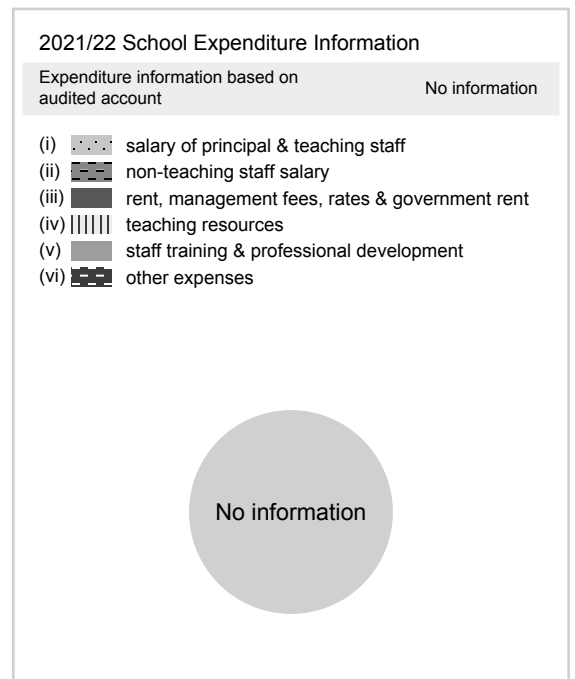 2021/22 School Expenditure Information
Expenditure information based on
audited account
No information
(i) salary of principal & teaching staff
(ii) non-teaching staff salary
(iii) rent, management fees, rates & government rent
(iv) teaching resources
(v) staff training & professional development
(vi) other expenses
No information